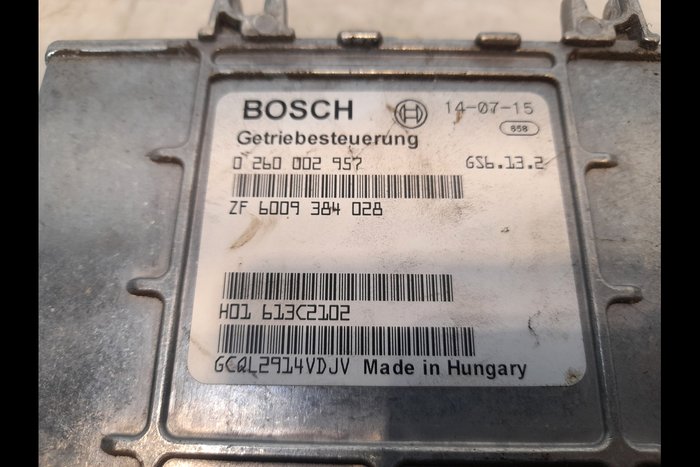 BOSCH 14-07-15
658
Getriebesteuerung
0 260 002 957 GS6.13.2
ZF 6009 384 028
H01 613C2102
GCQL2914VDJV Made in Hungary